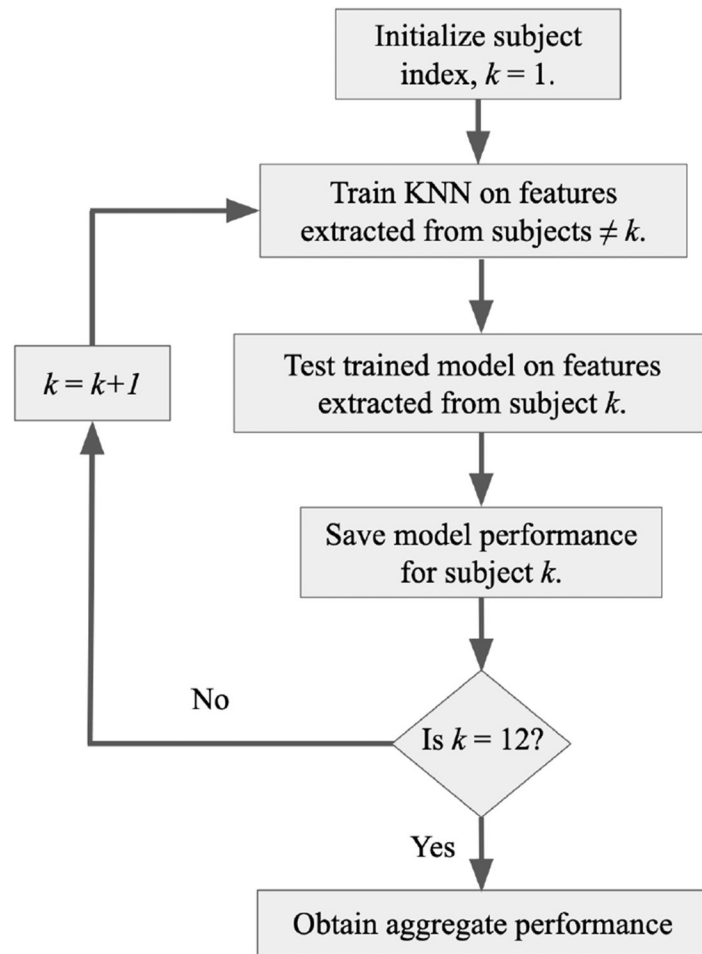 Initialize subject
index, k = 1.
Train KNN on features
extracted from subjects ≠ k.
Test trained model on features
extracted from subject k.
k = k+1
Save model performance
for subject k.
Is k = 12?
No
Yes
Obtain aggregate performance